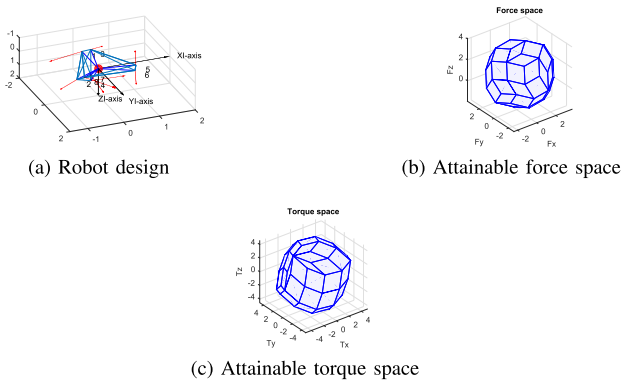 Force space
-1
0
1
2
XI-axis
ZI-axis
YI-axis
5
6
-2
0
2
-1
0
1
2
4
2
0
Fz
2
0
-2
Fy
-2
0
2
Fx
(a) Robot design
(b) Attainable force space
Torque space
4
2
0
-2
-4
Tz
4
2
0
-2
-4
Ty
-4
-2
0
2
4
Tx
(c) Attainable torque space